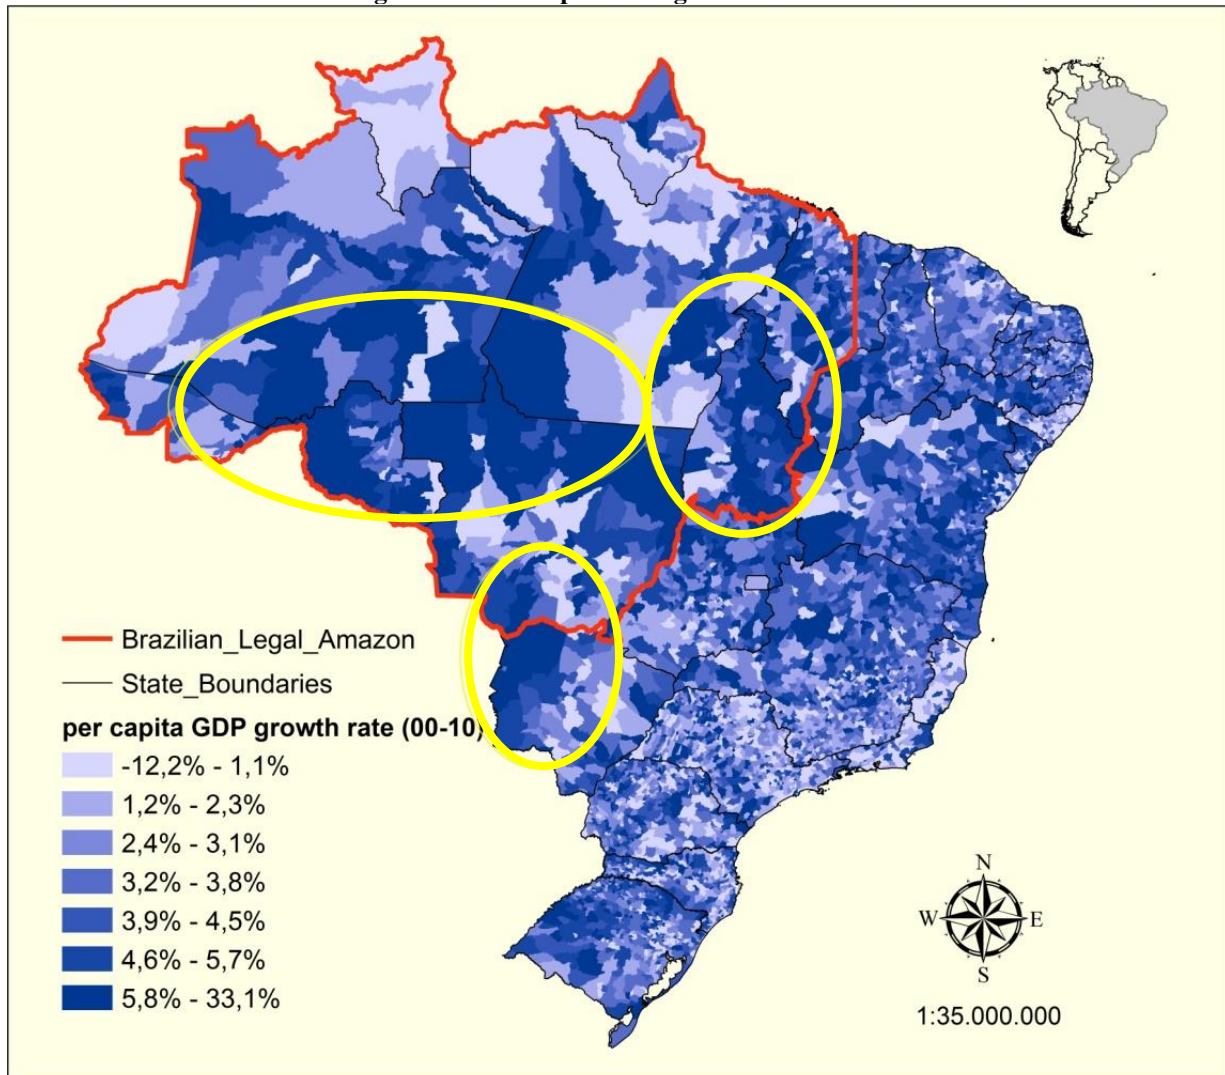 Brazilian_Legal_Amazon
State_Boundaries
per capita GDP growth rate (00-10)
-12,2% - 1,1%
1,2% - 2,3%
2,4% - 3,1%
3,2% - 3,8%
3,9% - 4,5%
4,6% - 5,7%
5,8% - 33,1%
N
W E
S
1:35.000.000